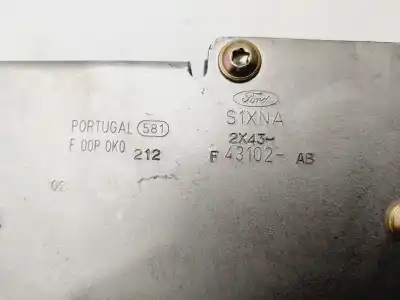 Ford
S1XNA
PORTUGAL 581
2X43-
F 00P 0K0 212
F 43102- AB
02